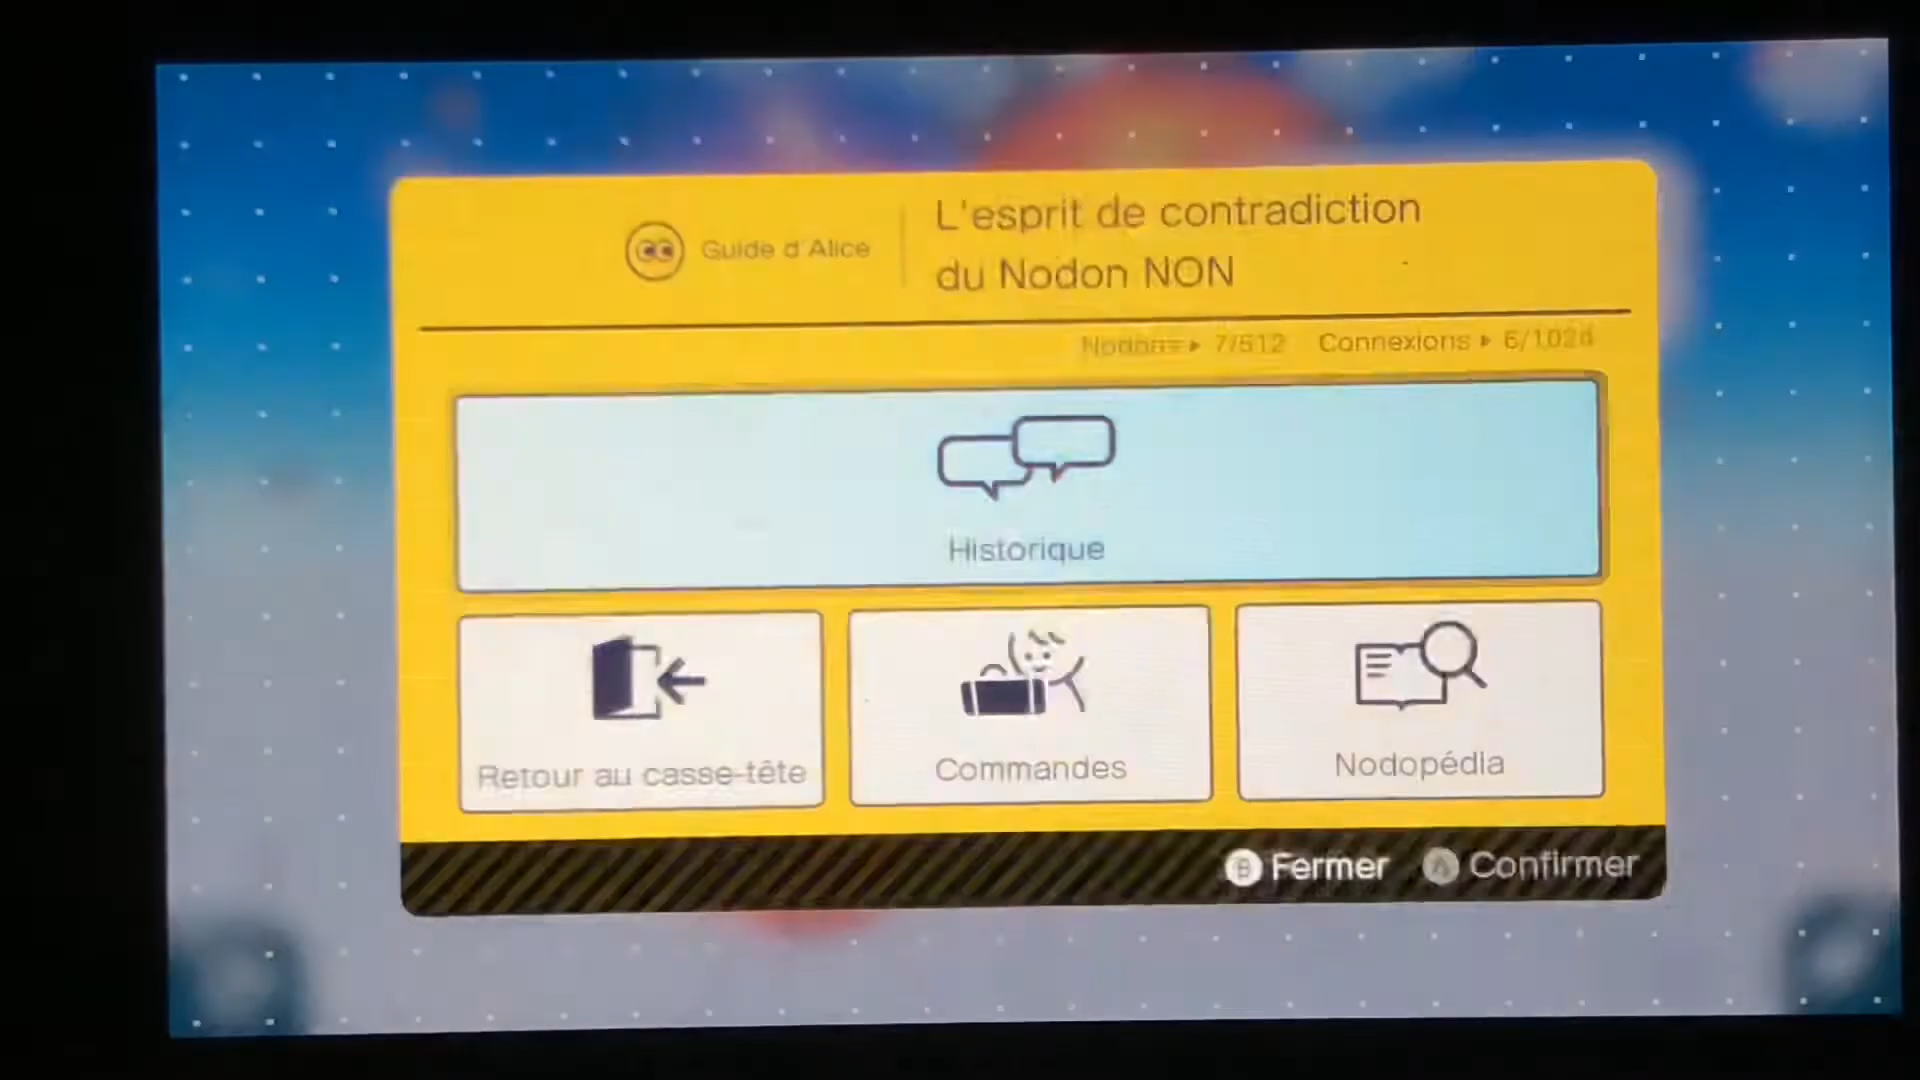 Guide d'Alice
L'esprit de contradiction
du Nodon NON
Nodons ▸ 7/512 Connexions ▸ 6/1024
Historique
Retour au casse-tête
Commandes
Nodopédia
B Fermer A Confirmer